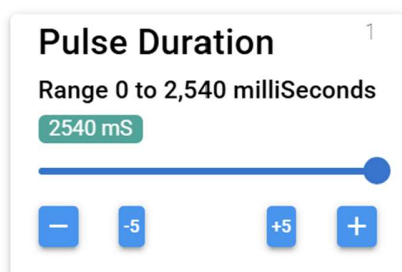 1
Pulse Duration
Range 0 to 2,540 milliSeconds
2540 mS
− -5 +5 +